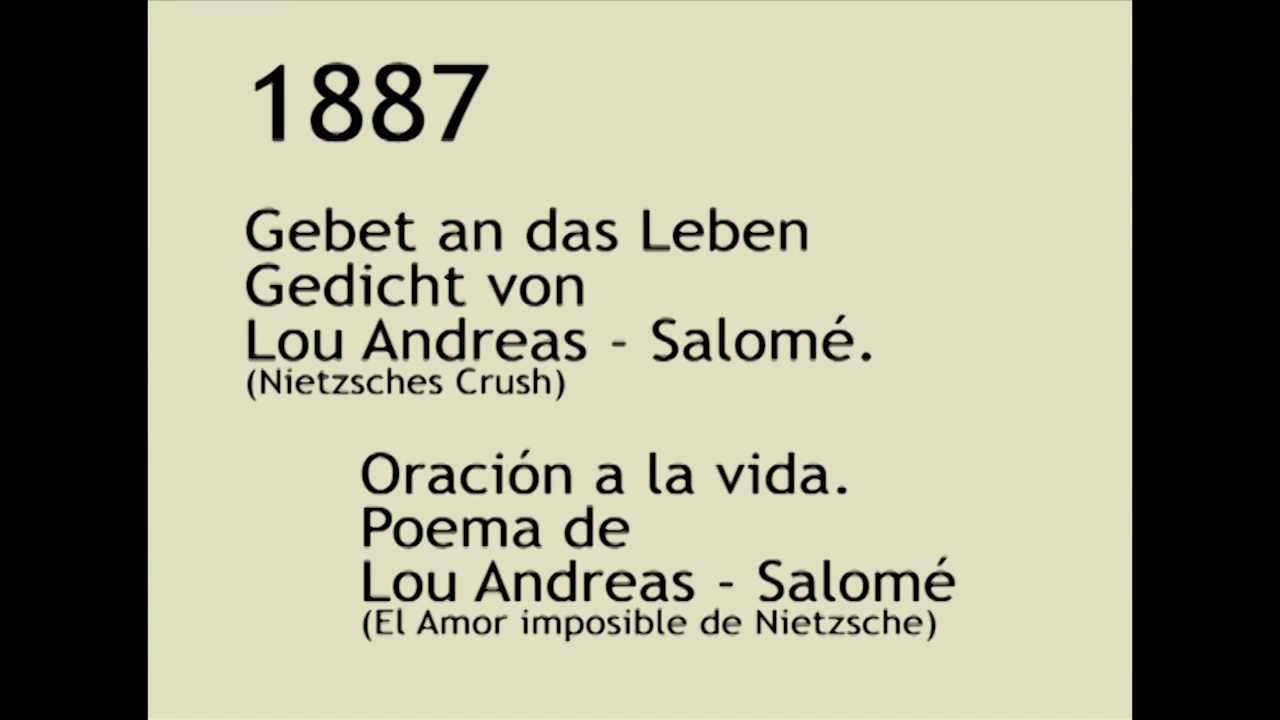 1887
Gebet an das Leben
Gedicht von
Lou Andreas - Salomé.
(Nietzsches Crush)
Oración a la vida.
Poema de
Lou Andreas - Salomé
(El Amor imposible de Nietzsche)